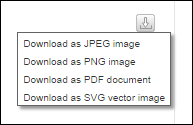 Download as JPEG image
Download as PNG image
Download as PDF document
Download as SVG vector image